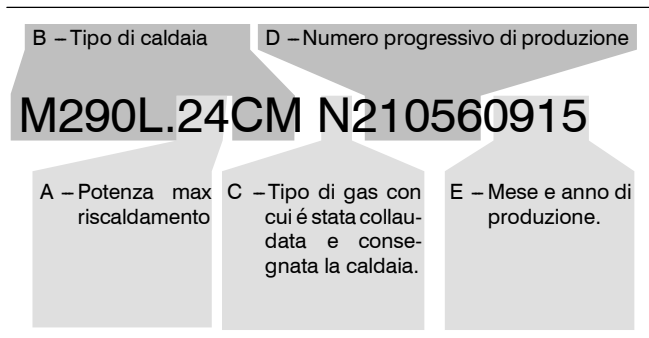 B – Tipo di caldaia
D – Numero progressivo di produzione
M290L.24CM N210560915
A – Potenza max
riscaldamento
C – Tipo di gas con
cui é stata collau-
data e conse-
gnata la caldaia.
E – Mese e anno di
produzione.